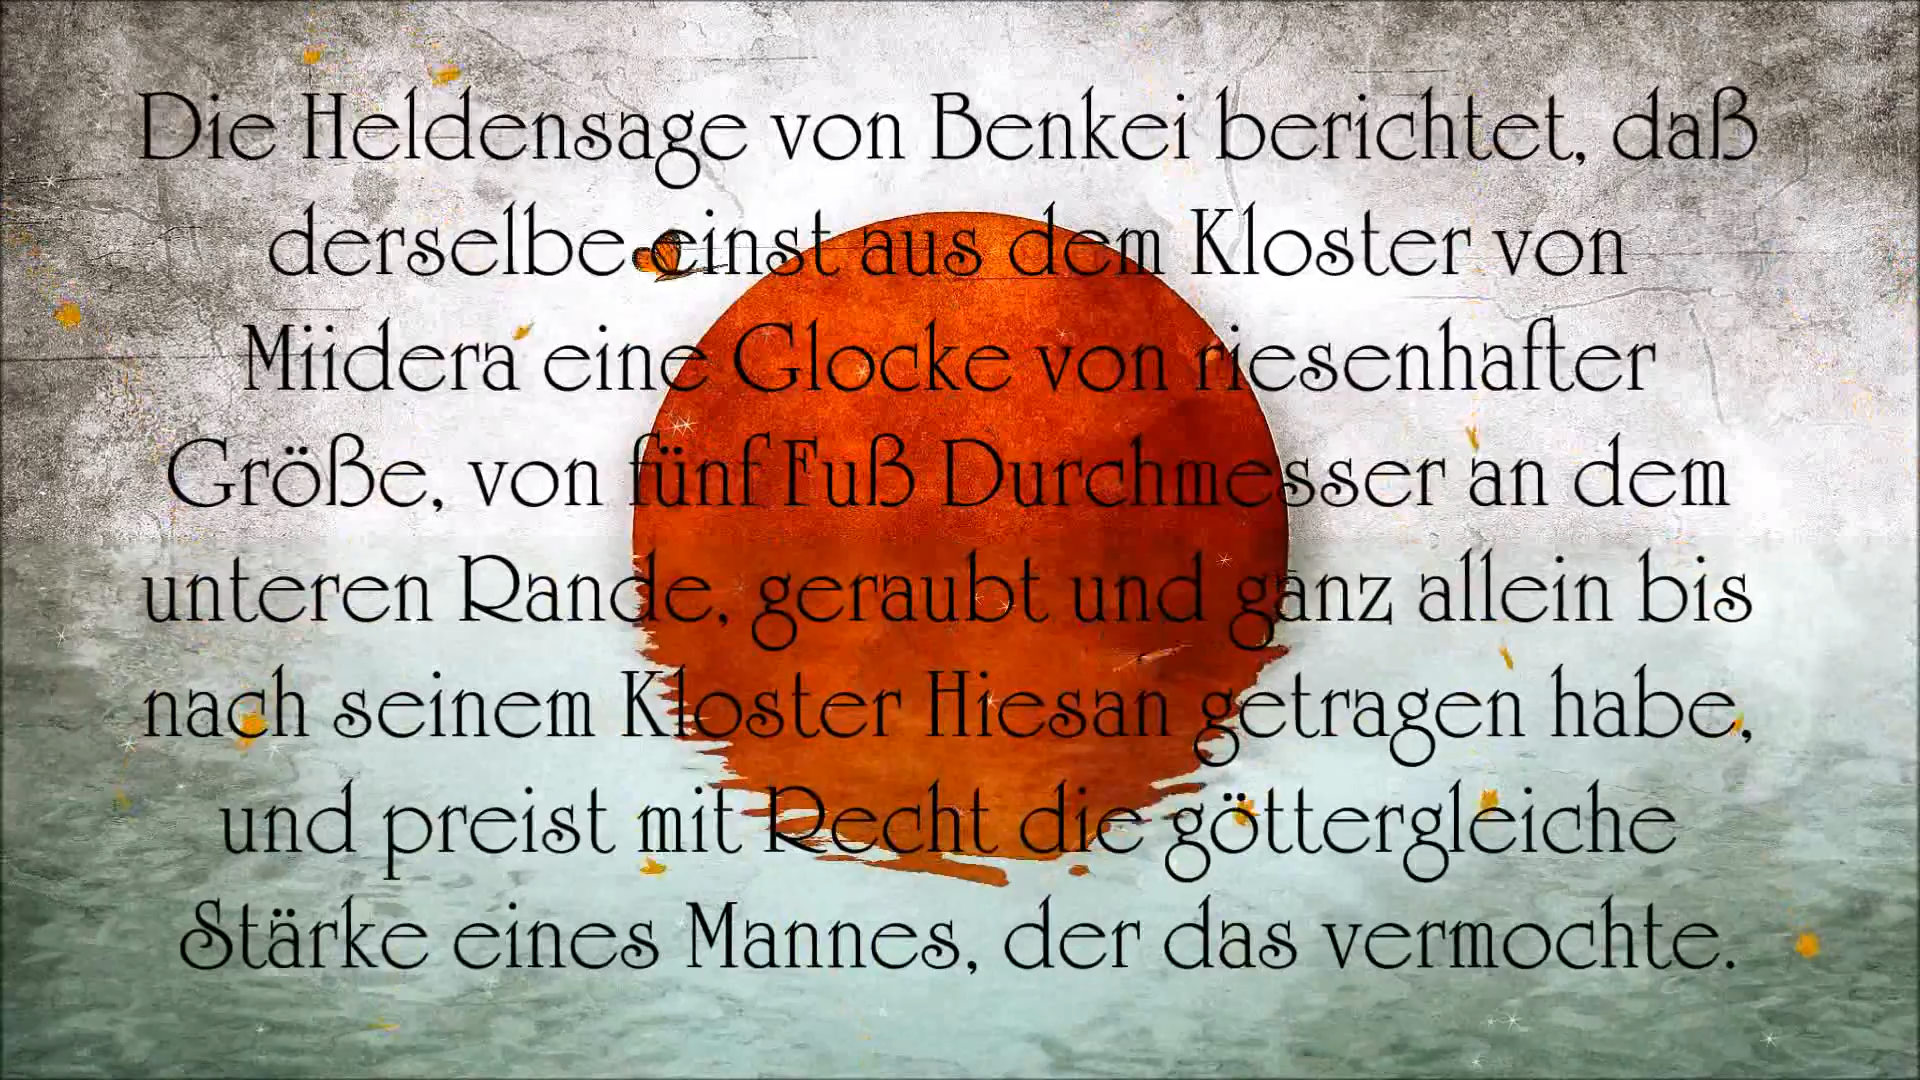 Die Heldensage von Benkei berichtet, daß
derselbe einst aus dem Kloster von
Miidera eine Glocke von riesenhafter
Größe, von fünf Fuß Durchmesser an dem
unteren Rande, geraubt und ganz allein bis
nach seinem Kloster Hiesan getragen habe,
und preist mit Recht die göttergleiche
Stärke eines Mannes, der das vermochte.